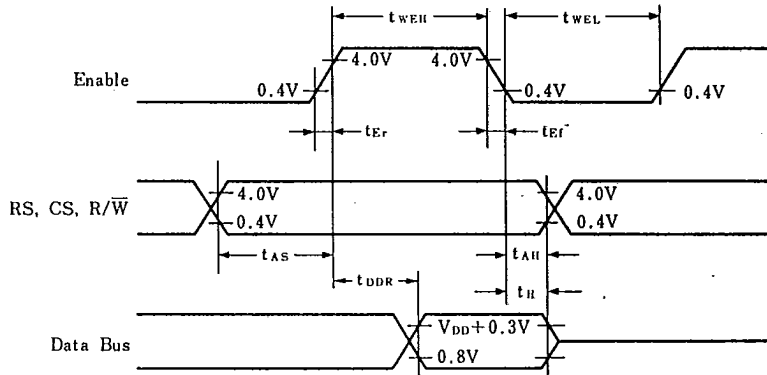 tWEH
tWEL
Enable
4.0V
4.0V
0.4V
0.4V
0.4V
tEr
tEf
RS, CS, R/W̅
4.0V
0.4V
4.0V
0.4V
tAS
tAH
tDDR
tH
Data Bus
VDD+0.3V
0.8V